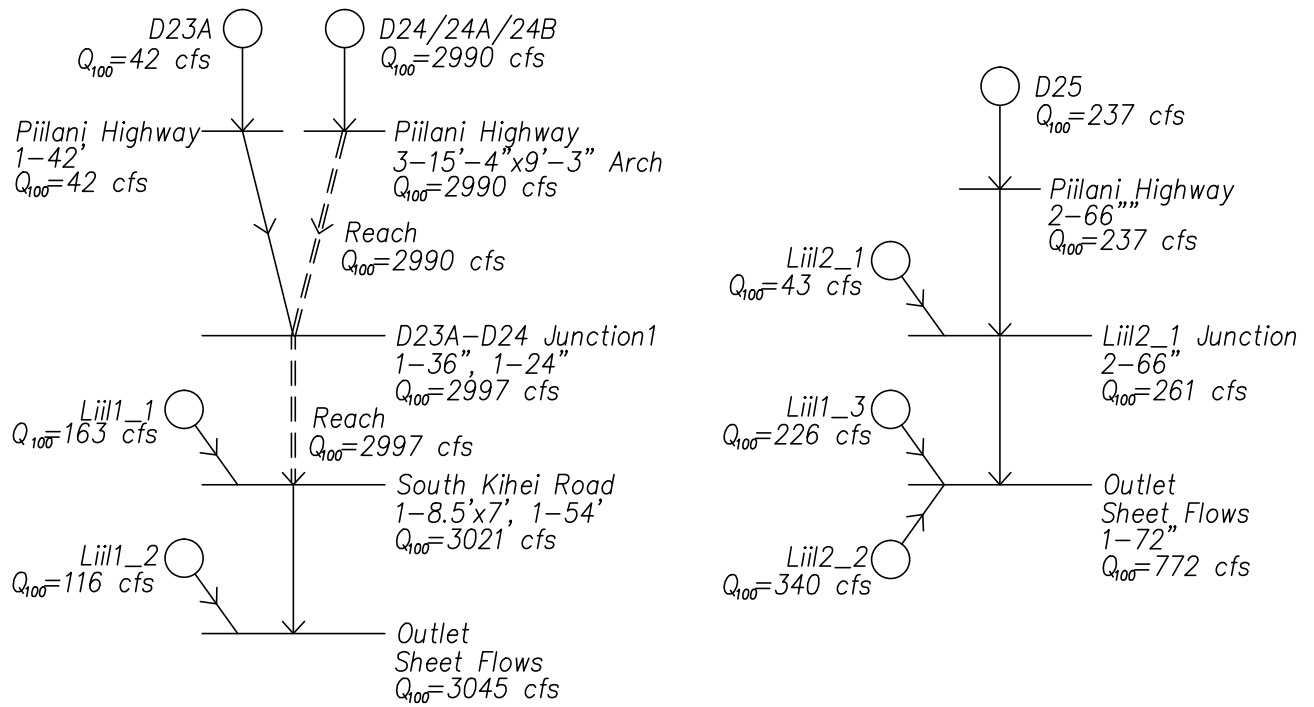 D23A
Q100=42 cfs
D24/24A/24B
Q100=2990 cfs
Piilani Highway
1-42'
Q100=42 cfs
Piilani Highway
3-15'-4"x9'-3" Arch
Q100=2990 cfs
Reach
Q100=2990 cfs
D23A-D24 Junction1
1-36", 1-24"
Q100=2997 cfs
Liil1_1
Q100=163 cfs
Reach
Q100=2997 cfs
South Kihei Road
1-8.5'x7', 1-54'
Q100=3021 cfs
Liil1_2
Q100=116 cfs
Outlet
Sheet Flows
Q100=3045 cfs
D25
Q100=237 cfs
Piilani Highway
2-66""
Q100=237 cfs
Liil2_1
Q100=43 cfs
Liil2_1 Junction
2-66"
Q100=261 cfs
Liil1_3
Q100=226 cfs
Outlet
Sheet Flows
1-72"
Q100=772 cfs
Liil2_2
Q100=340 cfs